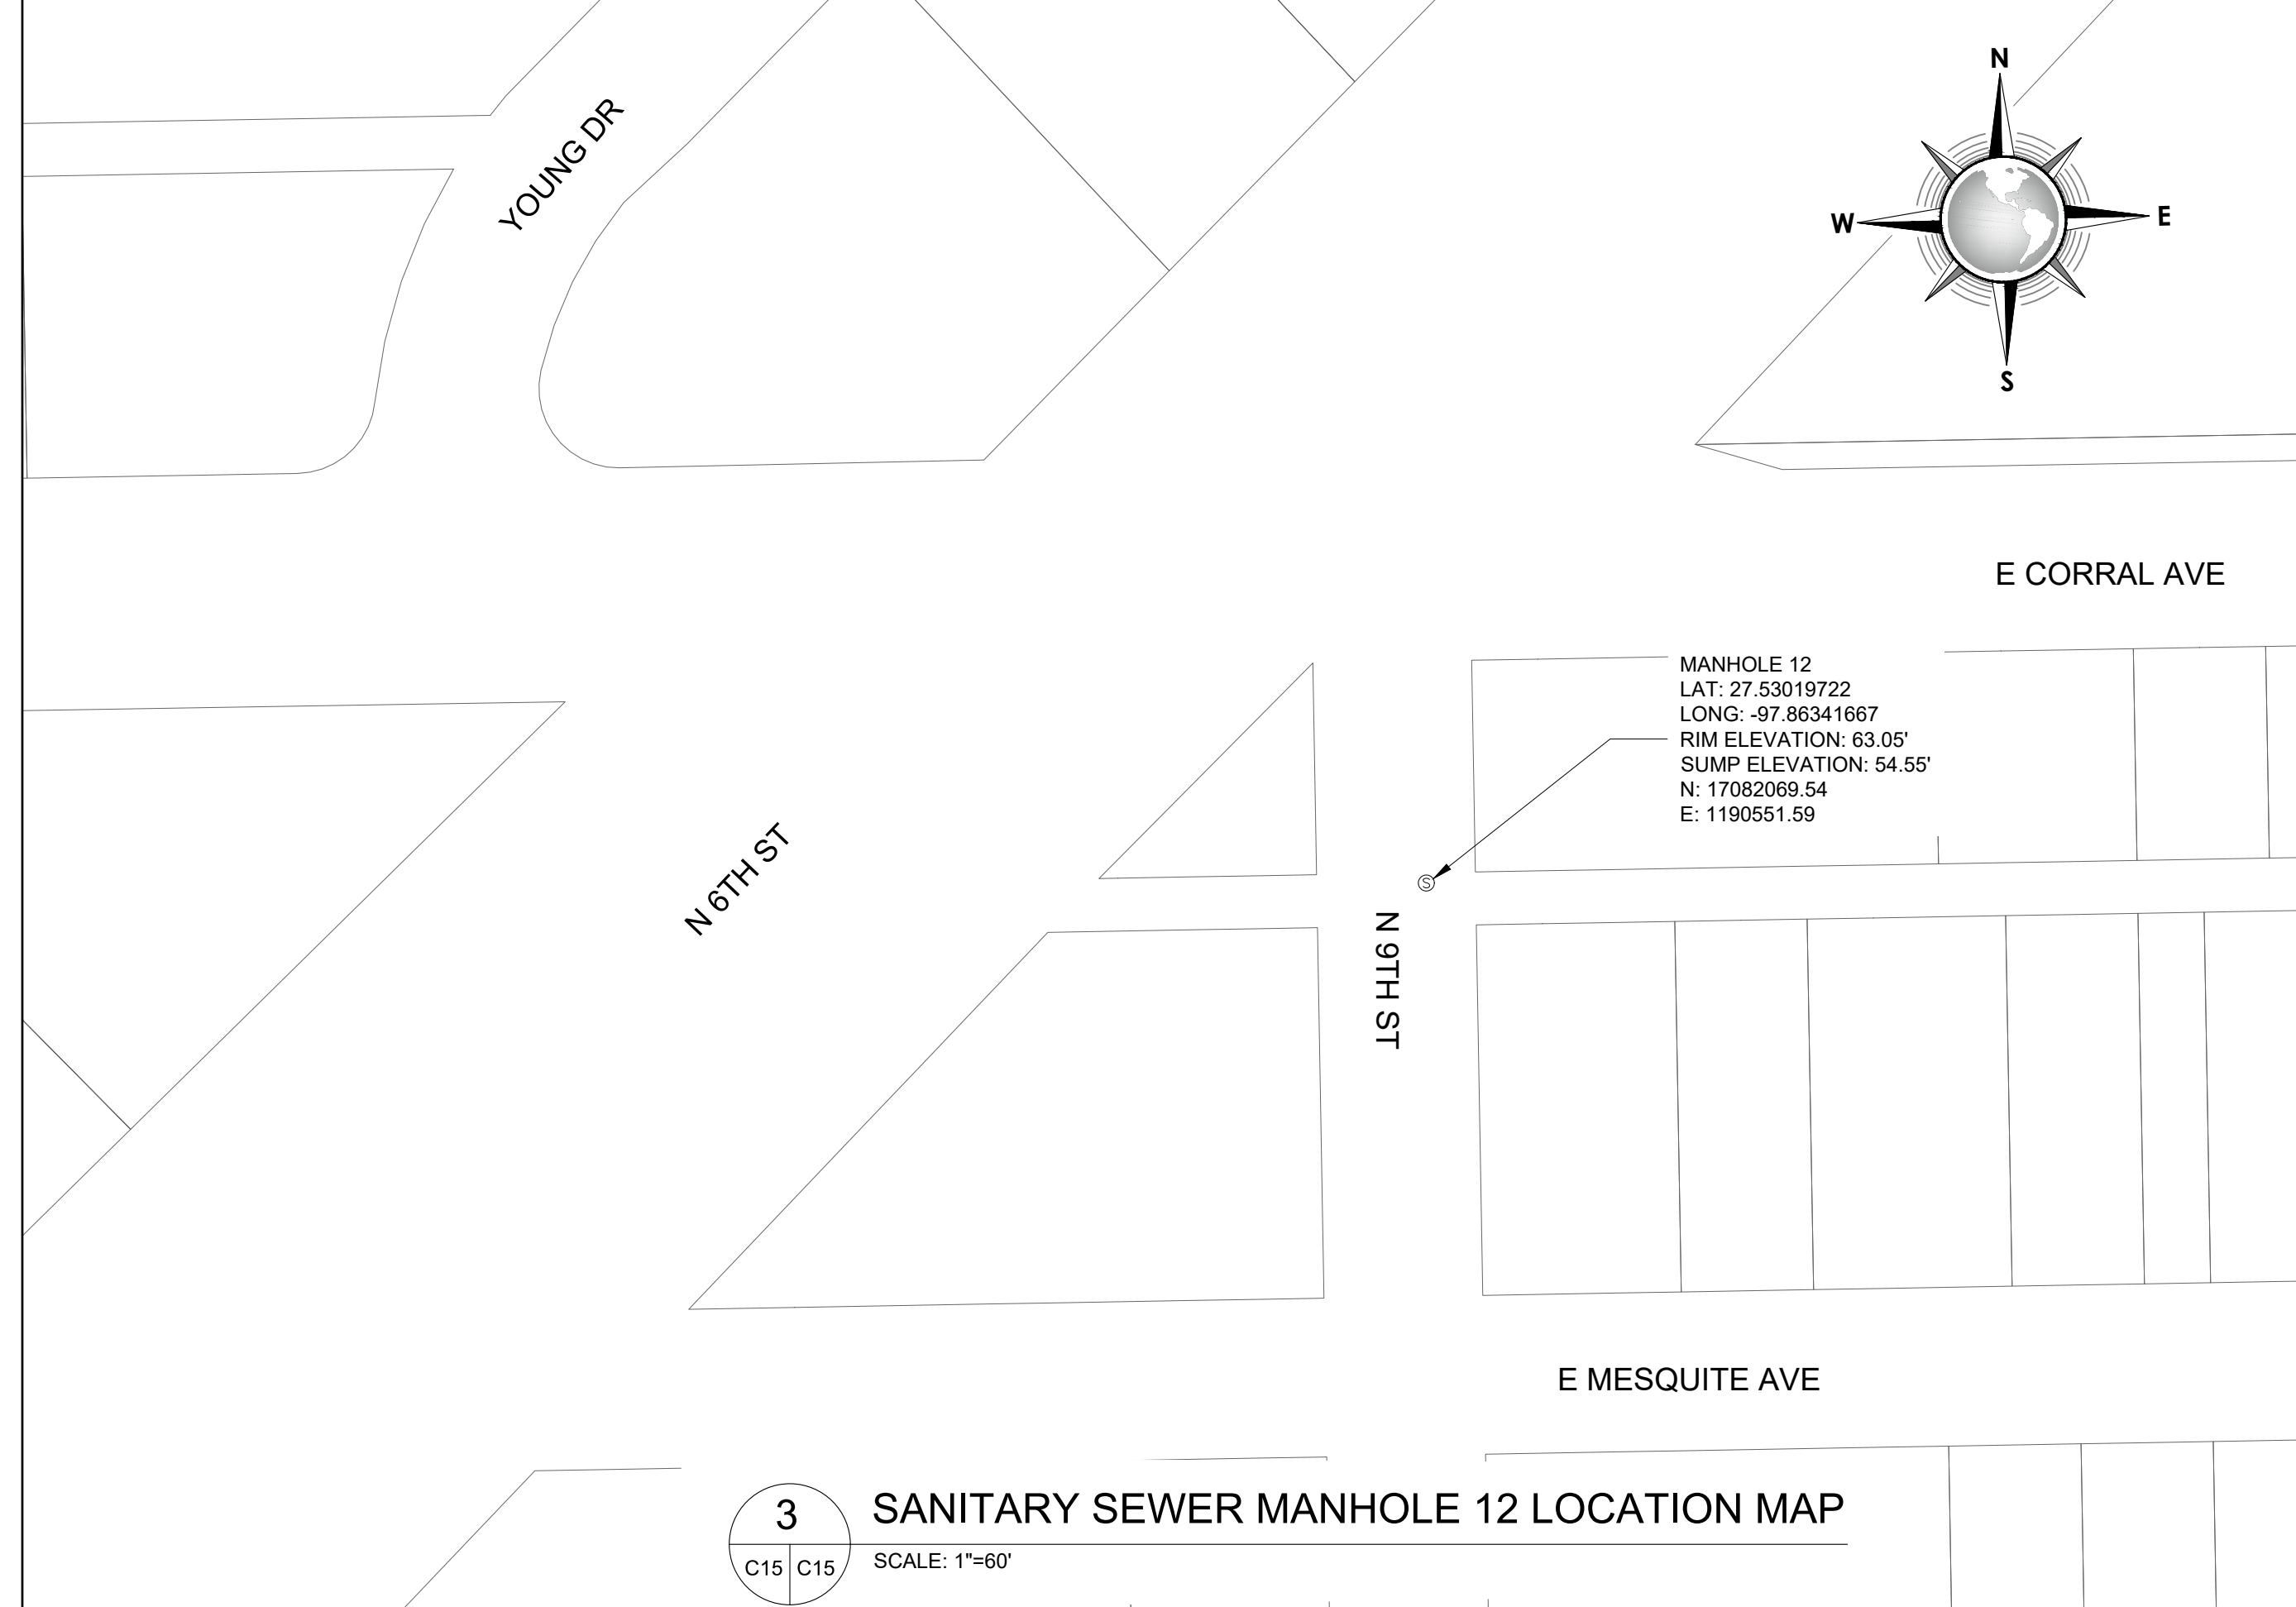 N
YOUNG DR
W
E
S
E CORRAL AVE
MANHOLE 12
LAT: 27.53019722
LONG: -97.86341667
RIM ELEVATION: 63.05'
SUMP ELEVATION: 54.55'
N: 17082069.54
E: 1190551.59
N 6TH ST
S
N 9TH ST
E MESQUITE AVE
3
SANITARY SEWER MANHOLE 12 LOCATION MAP
C15 C15
SCALE: 1"=60'